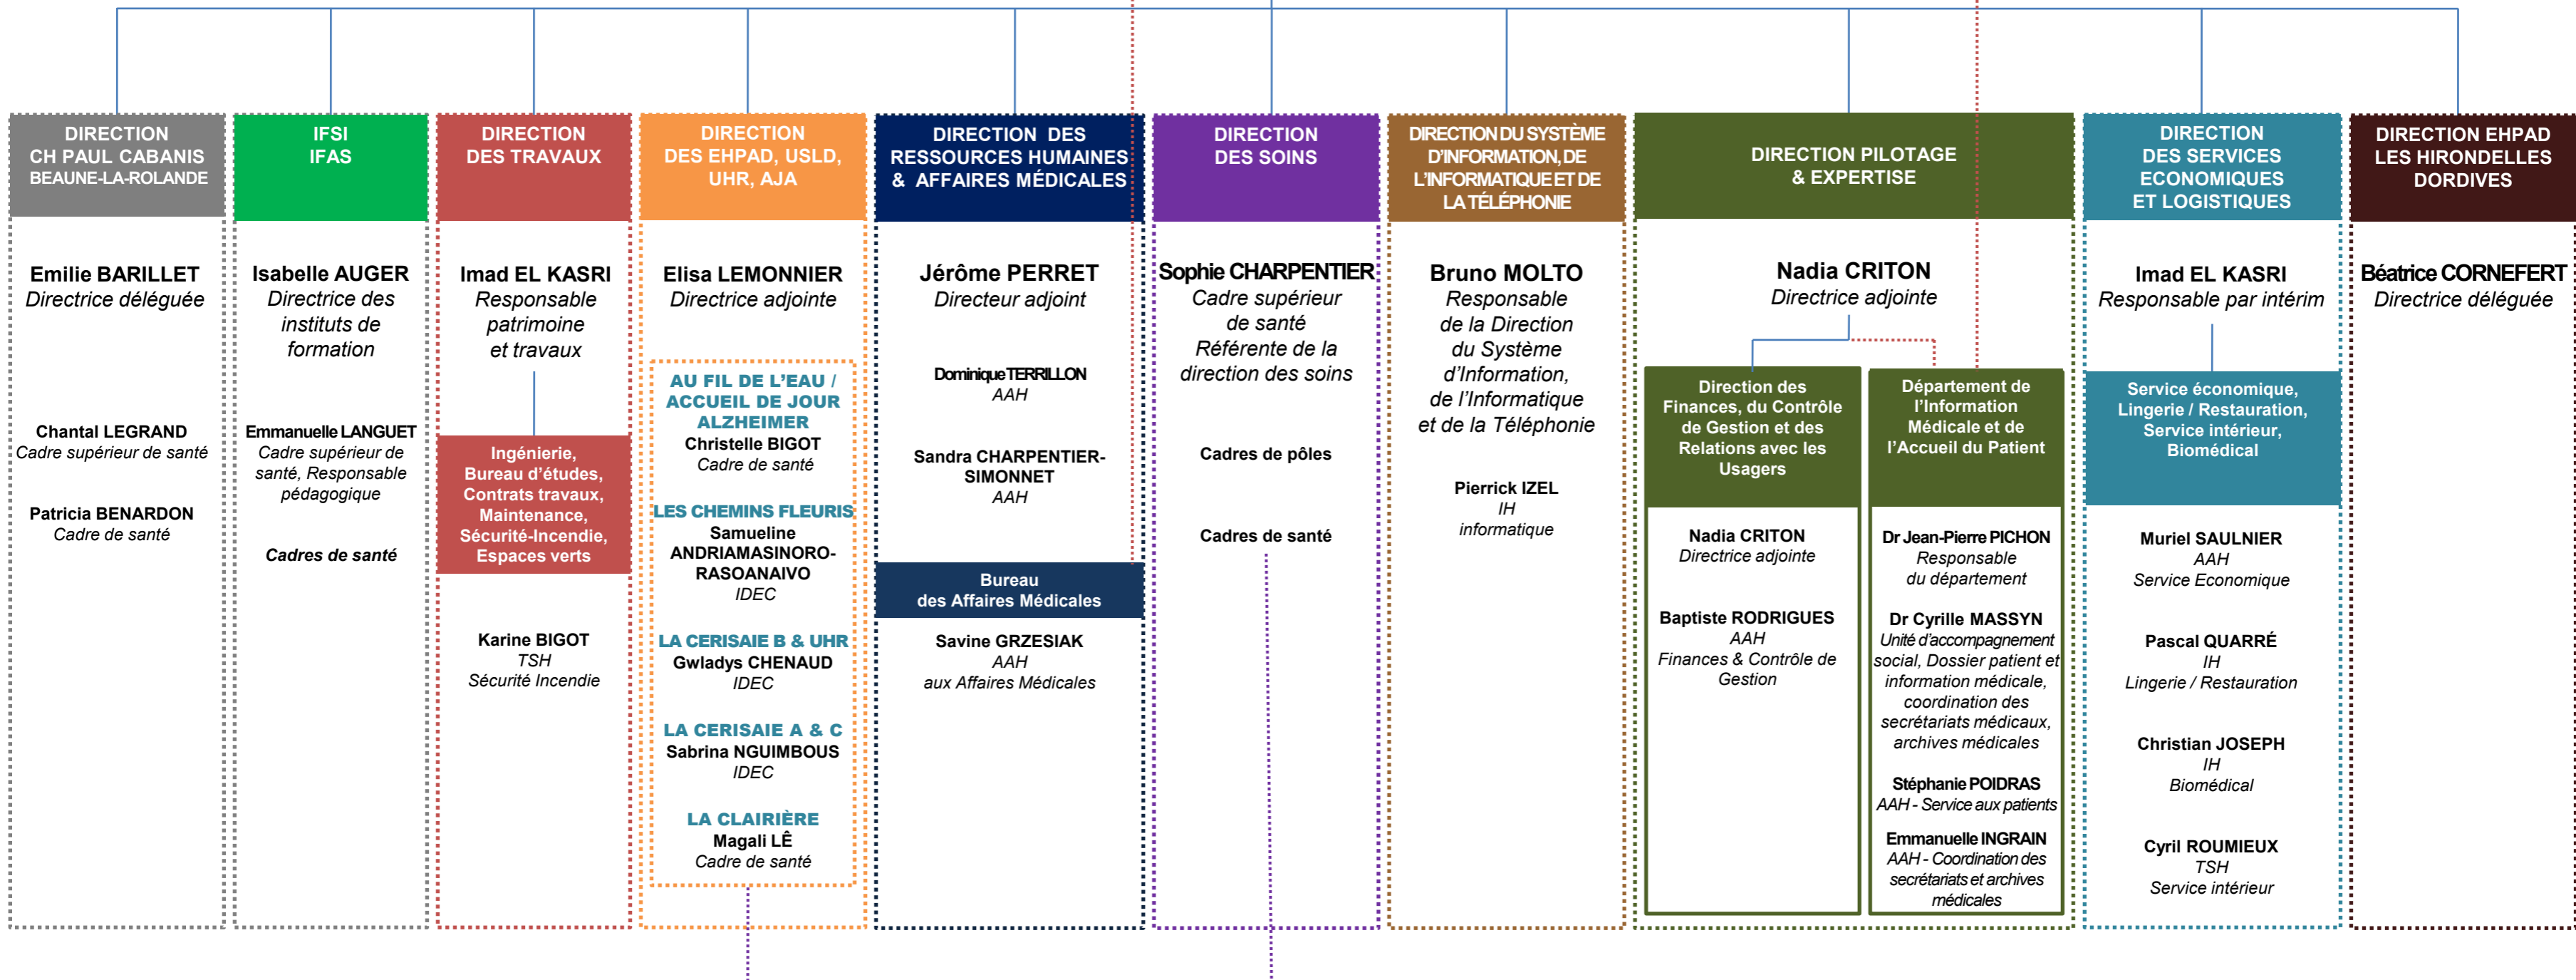 DIRECTION
CH PAUL CABANIS
BEAUNE-LA-ROLANDE
Emilie BARILLET
Directrice déléguée
Chantal LEGRAND
Cadre supérieur de santé
Patricia BENARDON
Cadre de santé
IFSI
IFAS
Isabelle AUGER
Directrice des
instituts de
formation
Emmanuelle LANGUET
Cadre supérieur de
santé, Responsable
pédagogique
Cadres de santé
DIRECTION
DES TRAVAUX
Imad EL KASRI
Responsable
patrimoine
et travaux
Ingénierie,
Bureau d'études,
Contrats travaux,
Maintenance,
Sécurité-Incendie,
Espaces verts
Karine BIGOT
TSH
Sécurité Incendie
DIRECTION
DES EHPAD, USLD,
UHR, AJA
Elisa LEMONNIER
Directrice adjointe
AU FIL DE L'EAU /
ACCUEIL DE JOUR
ALZHEIMER
Christelle BIGOT
Cadre de santé
LES CHEMINS FLEURIS
Samueline
ANDRIAMASINORO-
RASOANAIVO
IDEC
LA CERISAIE B & UHR
Gwladys CHENAUD
IDEC
LA CERISAIE A & C
Sabrina NGUIMBOUS
IDEC
LA CLAIRIÈRE
Magali LÊ
Cadre de santé
DIRECTION DES
RESSOURCES HUMAINES
& AFFAIRES MÉDICALES
Jérôme PERRET
Directeur adjoint
Dominique TERRILLON
AAH
Sandra CHARPENTIER-
SIMONNET
AAH
Bureau
des Affaires Médicales
Savine GRZESIAK
AAH
aux Affaires Médicales
DIRECTION
DES SOINS
Sophie CHARPENTIER
Cadre supérieur
de santé
Référente de la
direction des soins
Cadres de pôles
Cadres de santé
DIRECTION DU SYSTÈME
D'INFORMATION, DE
L'INFORMATIQUE ET DE
LA TÉLÉPHONIE
Bruno MOLTO
Responsable
de la Direction
du Système
d'Information,
de l'Informatique
et de la Téléphonie
Pierrick IZEL
IH
informatique
DIRECTION PILOTAGE
& EXPERTISE
Nadia CRITON
Directrice adjointe
Direction des
Finances, du Contrôle
de Gestion et des
Relations avec les
Usagers
Nadia CRITON
Directrice adjointe
Baptiste RODRIGUES
AAH
Finances & Contrôle de
Gestion
Département de
l'Information
Médicale et de
l'Accueil du Patient
Dr Jean-Pierre PICHON
Responsable
du département
Dr Cyrille MASSYN
Unité d'accompagnement
social, Dossier patient et
information médicale,
coordination des
secrétariats médicaux,
archives médicales
Stéphanie POIDRAS
AAH - Service aux patients
Emmanuelle INGRAIN
AAH - Coordination des
secrétariats et archives
médicales
DIRECTION
DES SERVICES
ECONOMIQUES
ET LOGISTIQUES
Imad EL KASRI
Responsable par intérim
Service économique,
Lingerie / Restauration,
Service intérieur,
Biomédical
Muriel SAULNIER
AAH
Service Economique
Pascal QUARRÉ
IH
Lingerie / Restauration
Christian JOSEPH
IH
Biomédical
Cyril ROUMIEUX
TSH
Service intérieur
DIRECTION EHPAD
LES HIRONDELLES
DORDIVES
Béatrice CORNEFERT
Directrice déléguée